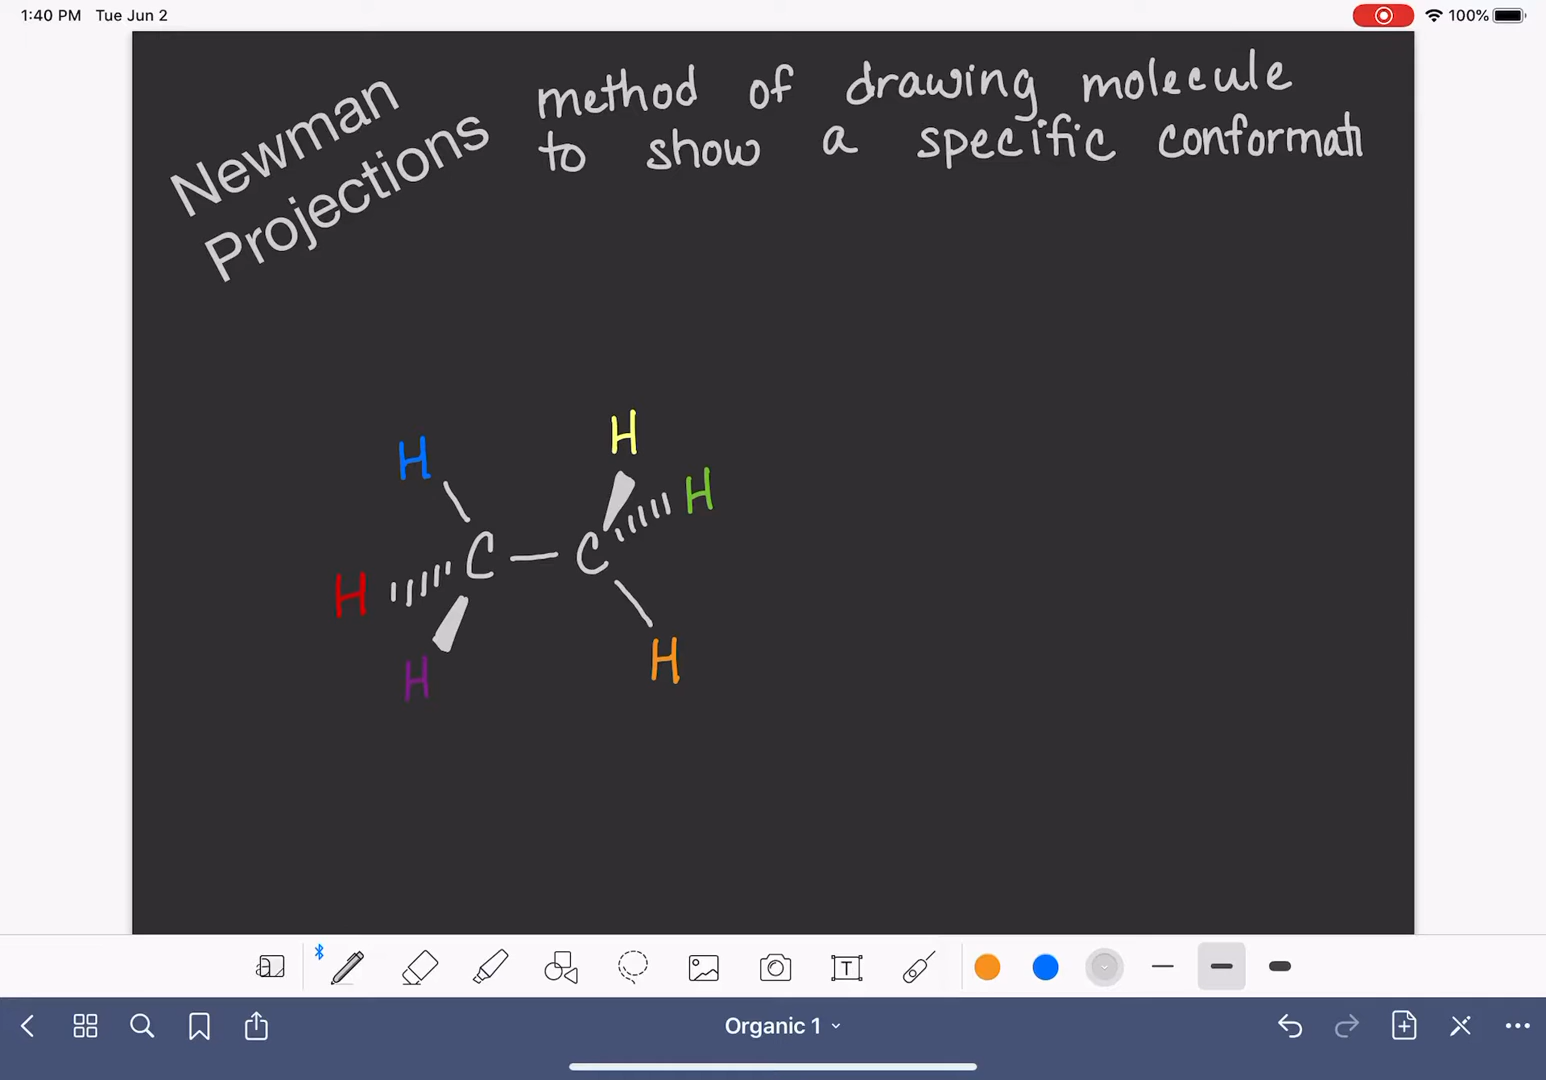 1:40 PM Tue Jun 2
100%
Newman
Projections
method of drawing molecule
to show a specific conformati
H
H
H
C
C
H
H
H
T
Organic 1